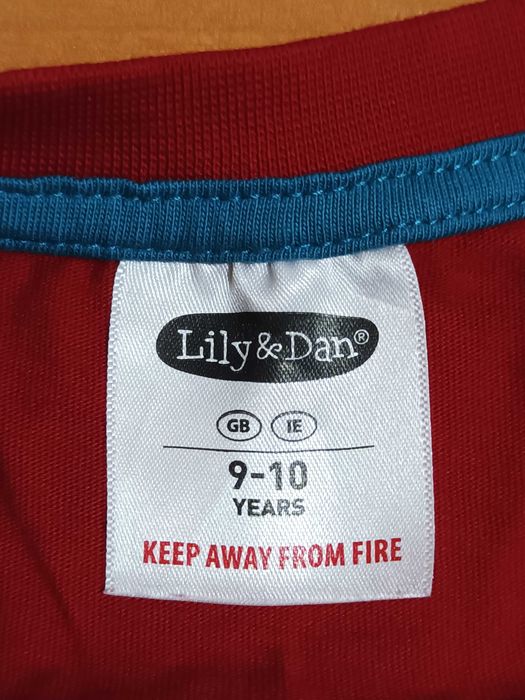 Lily&Dan®
GB IE
9-10
YEARS
KEEP AWAY FROM FIRE